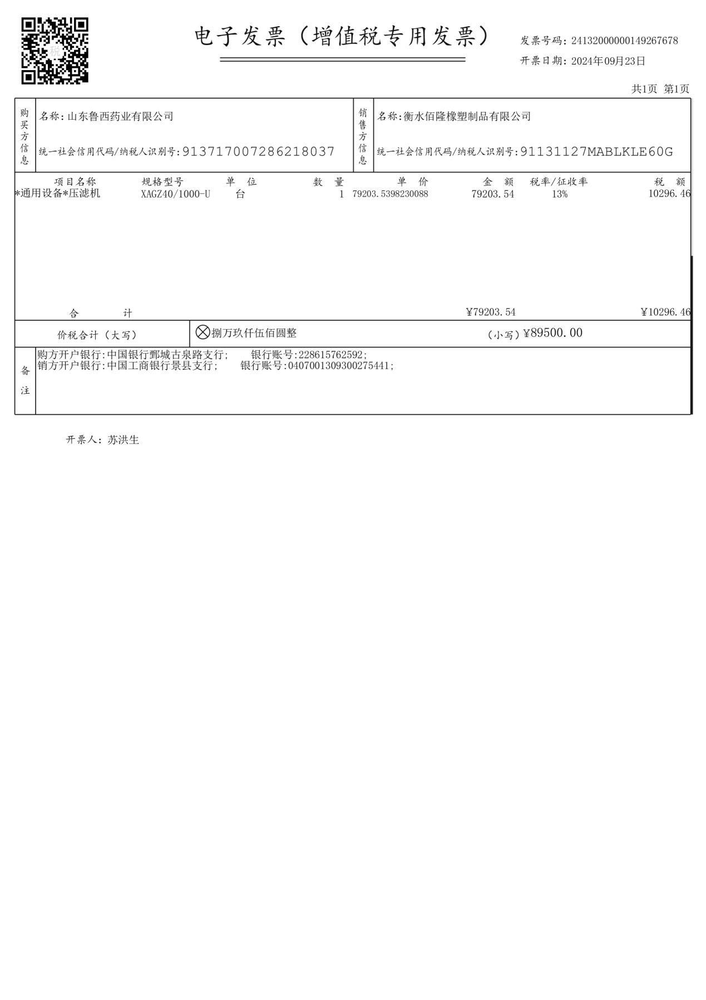 税
电子发票（增值税专用发票）
发票号码：24132000000149267678
开票日期：2024年09月23日
共1页 第1页
购买方信息
名称：山东鲁西药业有限公司
统一社会信用代码/纳税人识别号：913717007286218037
销售方信息
名称：衡水佰隆橡塑制品有限公司
统一社会信用代码/纳税人识别号：91131127MABLKLE60G
项目名称 规格型号 单位 数量 单价 金额 税率/征收率 税额
*通用设备*压滤机 XAGZ40/1000-U 台 1 79203.5398230088 79203.54 13% 10296.46
合计 ¥79203.54 ¥10296.46
价税合计（大写） ⊗捌万玖仟伍佰圆整 （小写）¥89500.00
备注
购方开户银行:中国银行鄄城古泉路支行; 银行账号:228615762592;
销方开户银行:中国工商银行景县支行; 银行账号:0407001309300275441;
开票人：苏洪生